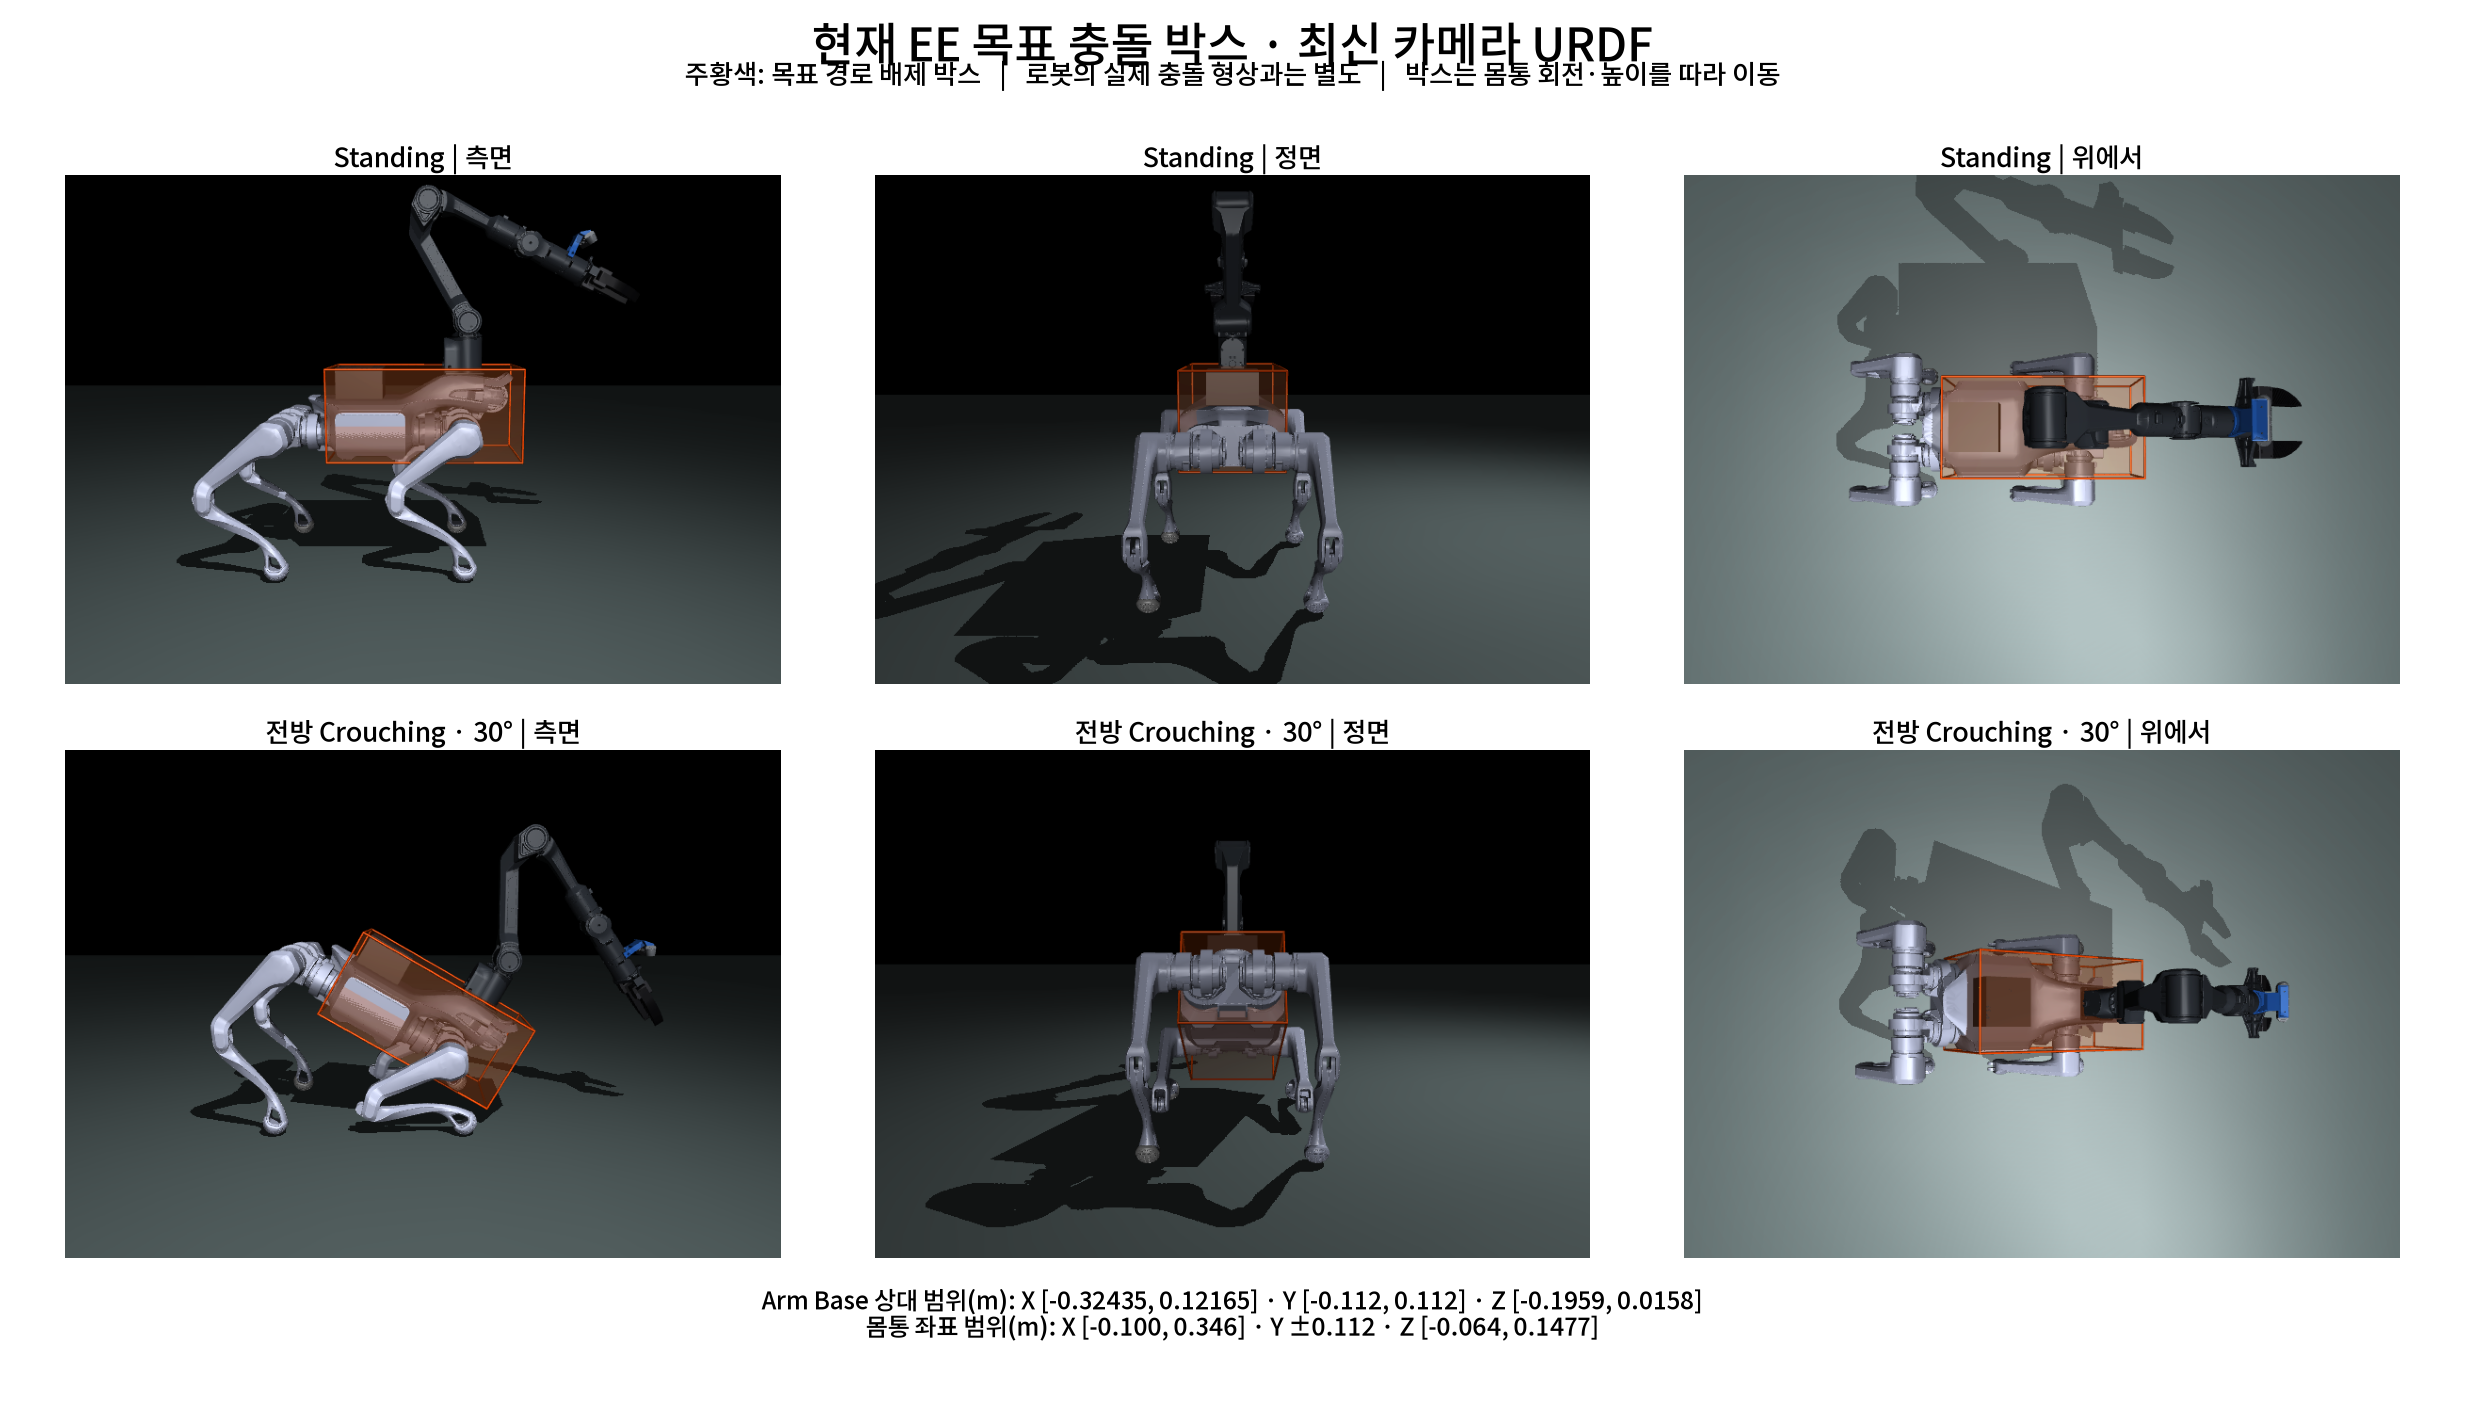 현재 EE 목표 충돌 박스 · 최신 카메라 URDF
주황색: 목표 경로 배제 박스 | 로봇의 실제 충돌 형상과는 별도 | 박스는 몸통 회전·높이를 따라 이동
Standing | 측면
Standing | 정면
Standing | 위에서
전방 Crouching · 30° | 측면
전방 Crouching · 30° | 정면
전방 Crouching · 30° | 위에서
Arm Base 상대 범위(m): X [-0.32435, 0.12165] · Y [-0.112, 0.112] · Z [-0.1959, 0.0158]
몸통 좌표 범위(m): X [-0.100, 0.346] · Y ±0.112 · Z [-0.064, 0.1477]